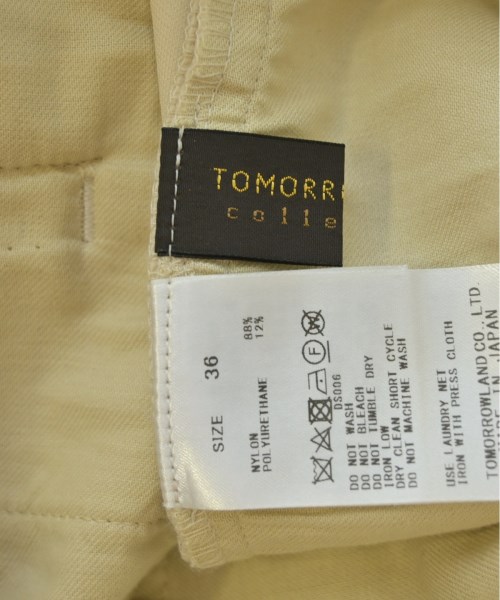 TOMORR
colle
SIZE 36
NYLON 88%
POLYURETHANE 12%
DS006
DO NOT WASH
DO NOT BLEACH
DO NOT TUMBLE DRY
IRON LOW
DRY CLEAN SHORT CYCLE
DO NOT MACHINE WASH
USE LAUNDRY NET
IRON WITH PRESS CLOTH
TOMORROWLAND CO., LTD
IN JAPAN